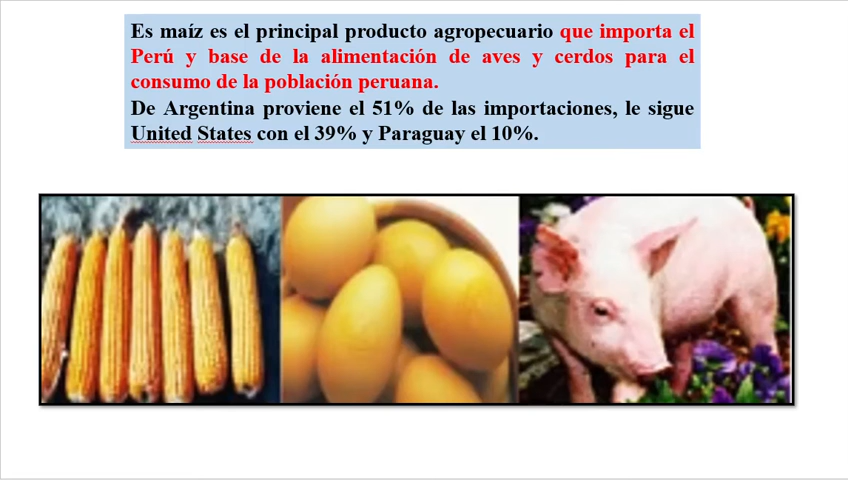 Es maíz es el principal producto agropecuario que importa el
Perú y base de la alimentación de aves y cerdos para el
consumo de la población peruana.
De Argentina proviene el 51% de las importaciones, le sigue
United States con el 39% y Paraguay el 10%.